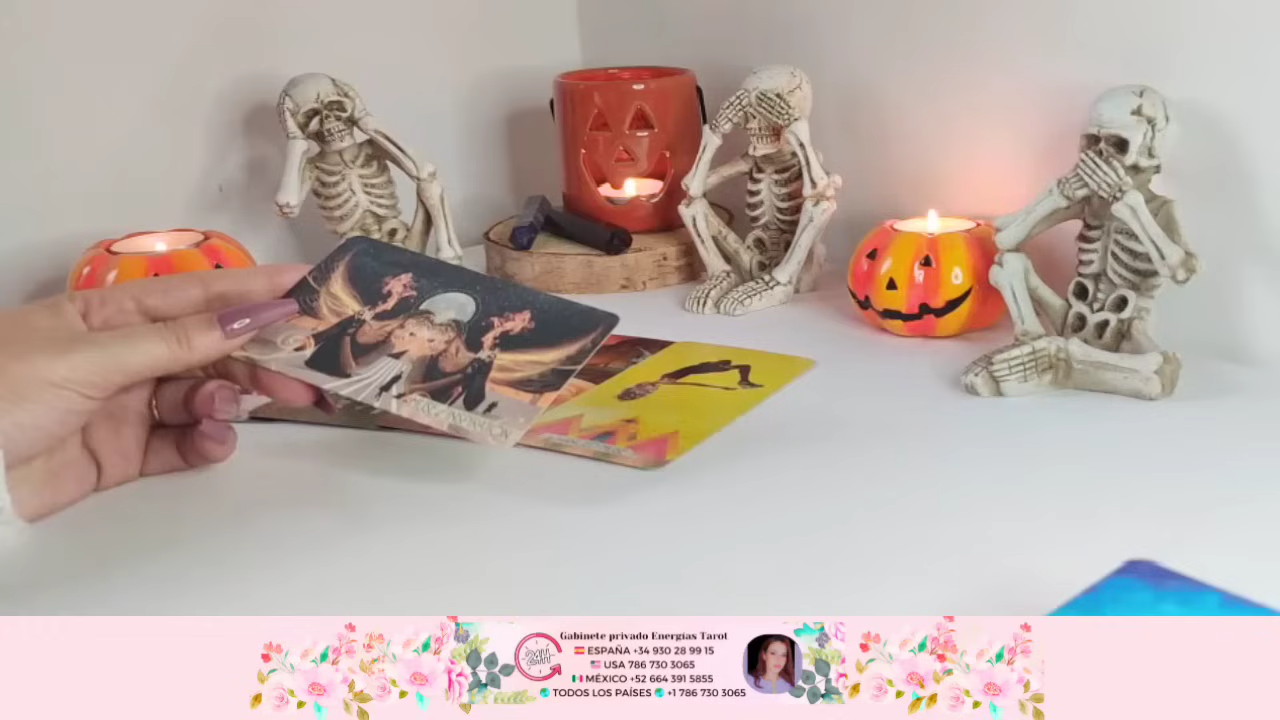 Gabinete privado Energías Tarot
24H
ESPAÑA +34 930 28 99 15
USA 786 730 3065
MÉXICO +52 664 391 5855
TODOS LOS PAÍSES +1 786 730 3065